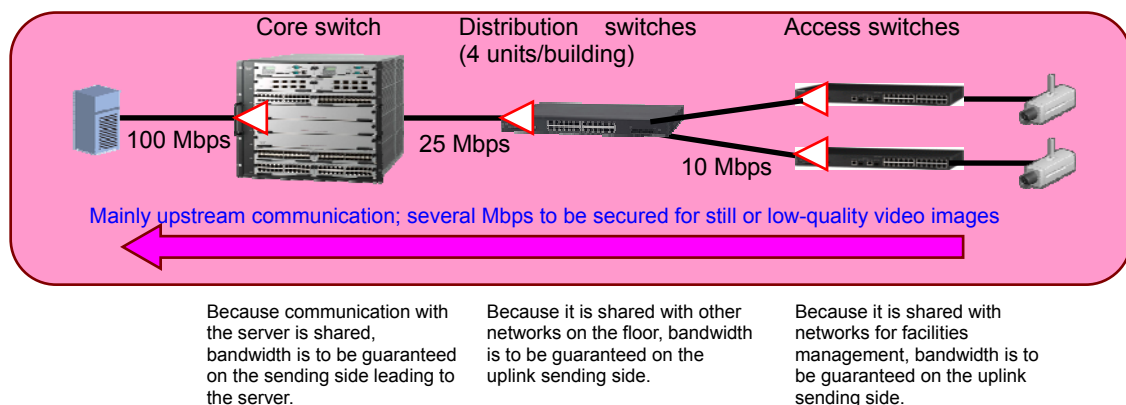 Core switch
Distribution switches
(4 units/building)
Access switches
100 Mbps
25 Mbps
10 Mbps
Mainly upstream communication; several Mbps to be secured for still or low-quality video images
Because communication with
the server is shared,
bandwidth is to be guaranteed
on the sending side leading to
the server.
Because it is shared with other
networks on the floor, bandwidth
is to be guaranteed on the
uplink sending side.
Because it is shared with
networks for facilities
management, bandwidth is to
be guaranteed on the uplink
sending side.